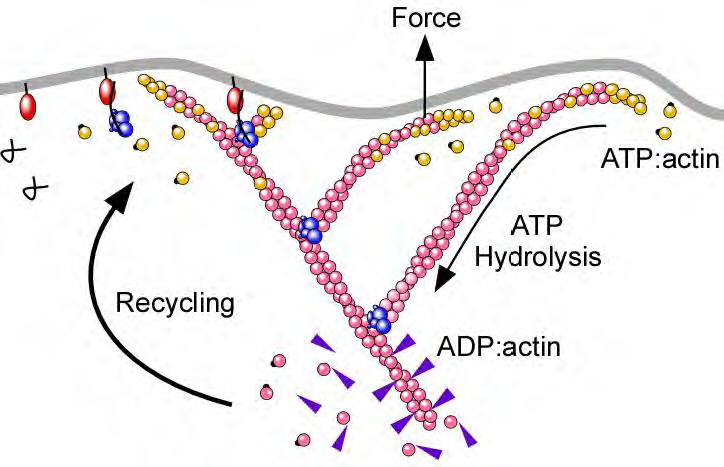 Force
ATP:actin
ATP
Hydrolysis
Recycling
ADP:actin